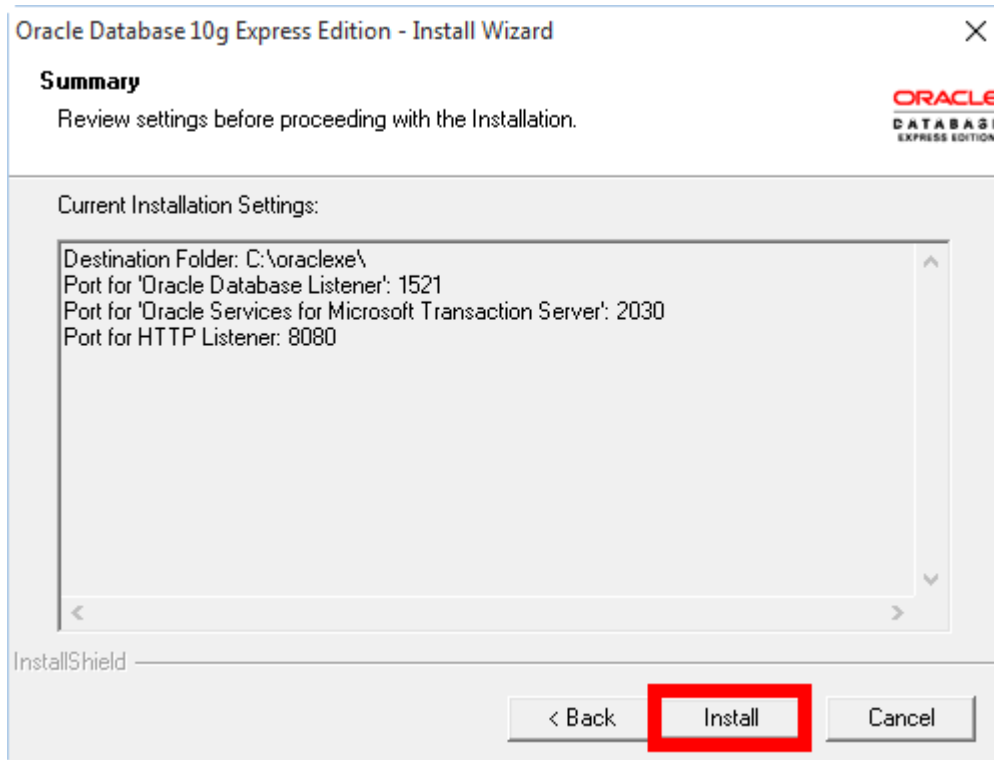 Oracle Database 10g Express Edition - Install Wizard
Summary
Review settings before proceeding with the Installation.
ORACLE
DATABASE
EXPRESS EDITION
Current Installation Settings:
Destination Folder: C:\oraclexe\
Port for 'Oracle Database Listener': 1521
Port for 'Oracle Services for Microsoft Transaction Server': 2030
Port for HTTP Listener: 8080
InstallShield
< Back Install Cancel